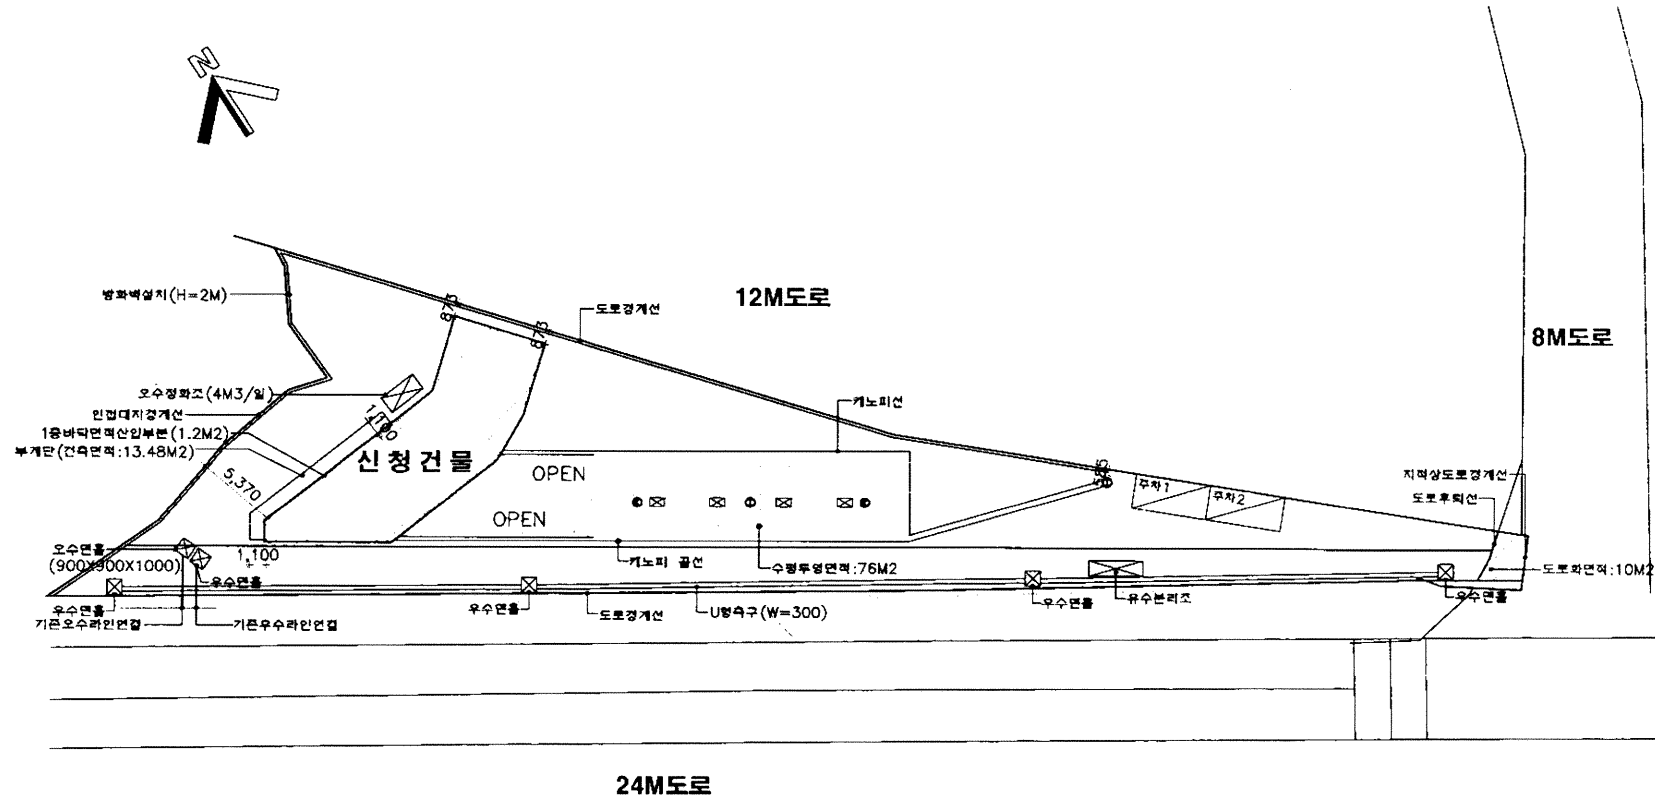 N
12M도로
8M도로
24M도로
방화벽설치(H=2M)
875
875
도로경계선
오수정화조(4M3/일)
인접대지경계선
1층바닥면적산입부분(1.2M2)
부계단(건축면적:13.48M2)
1,100
신청건물
5,370
캐노피선
OPEN
OPEN
주차1
주차2
지적상도로경계선
도로후퇴선
오수맨홀
(900X900X1000)
우수맨홀
1,100
캐노피 골선
수평투영면적:76M2
도로화면적:10M2
우수맨홀
우수맨홀
도로경계선
U형측구(W=300)
우수맨홀
유수분리조
우수맨홀
기존오수라인연결
기존우수라인연결